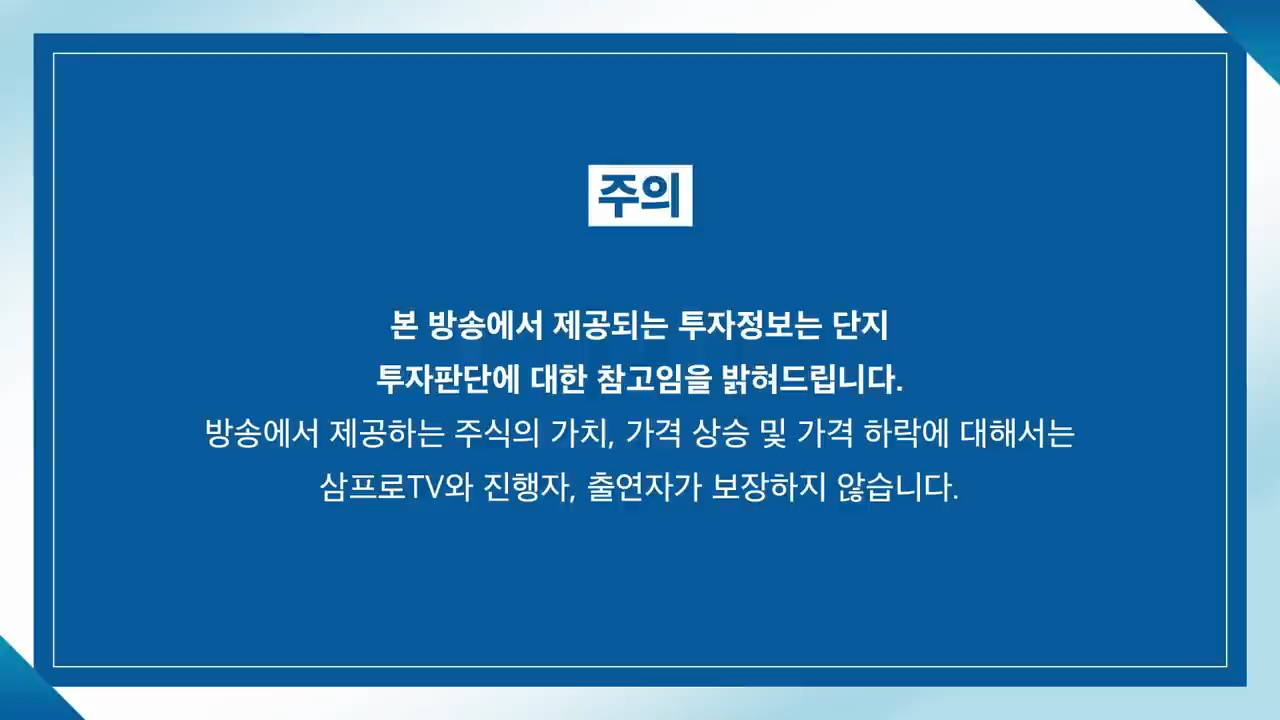 주의
본 방송에서 제공되는 투자정보는 단지
투자판단에 대한 참고임을 밝혀드립니다.
방송에서 제공하는 주식의 가치, 가격 상승 및 가격 하락에 대해서는
삼프로TV와 진행자, 출연자가 보장하지 않습니다.